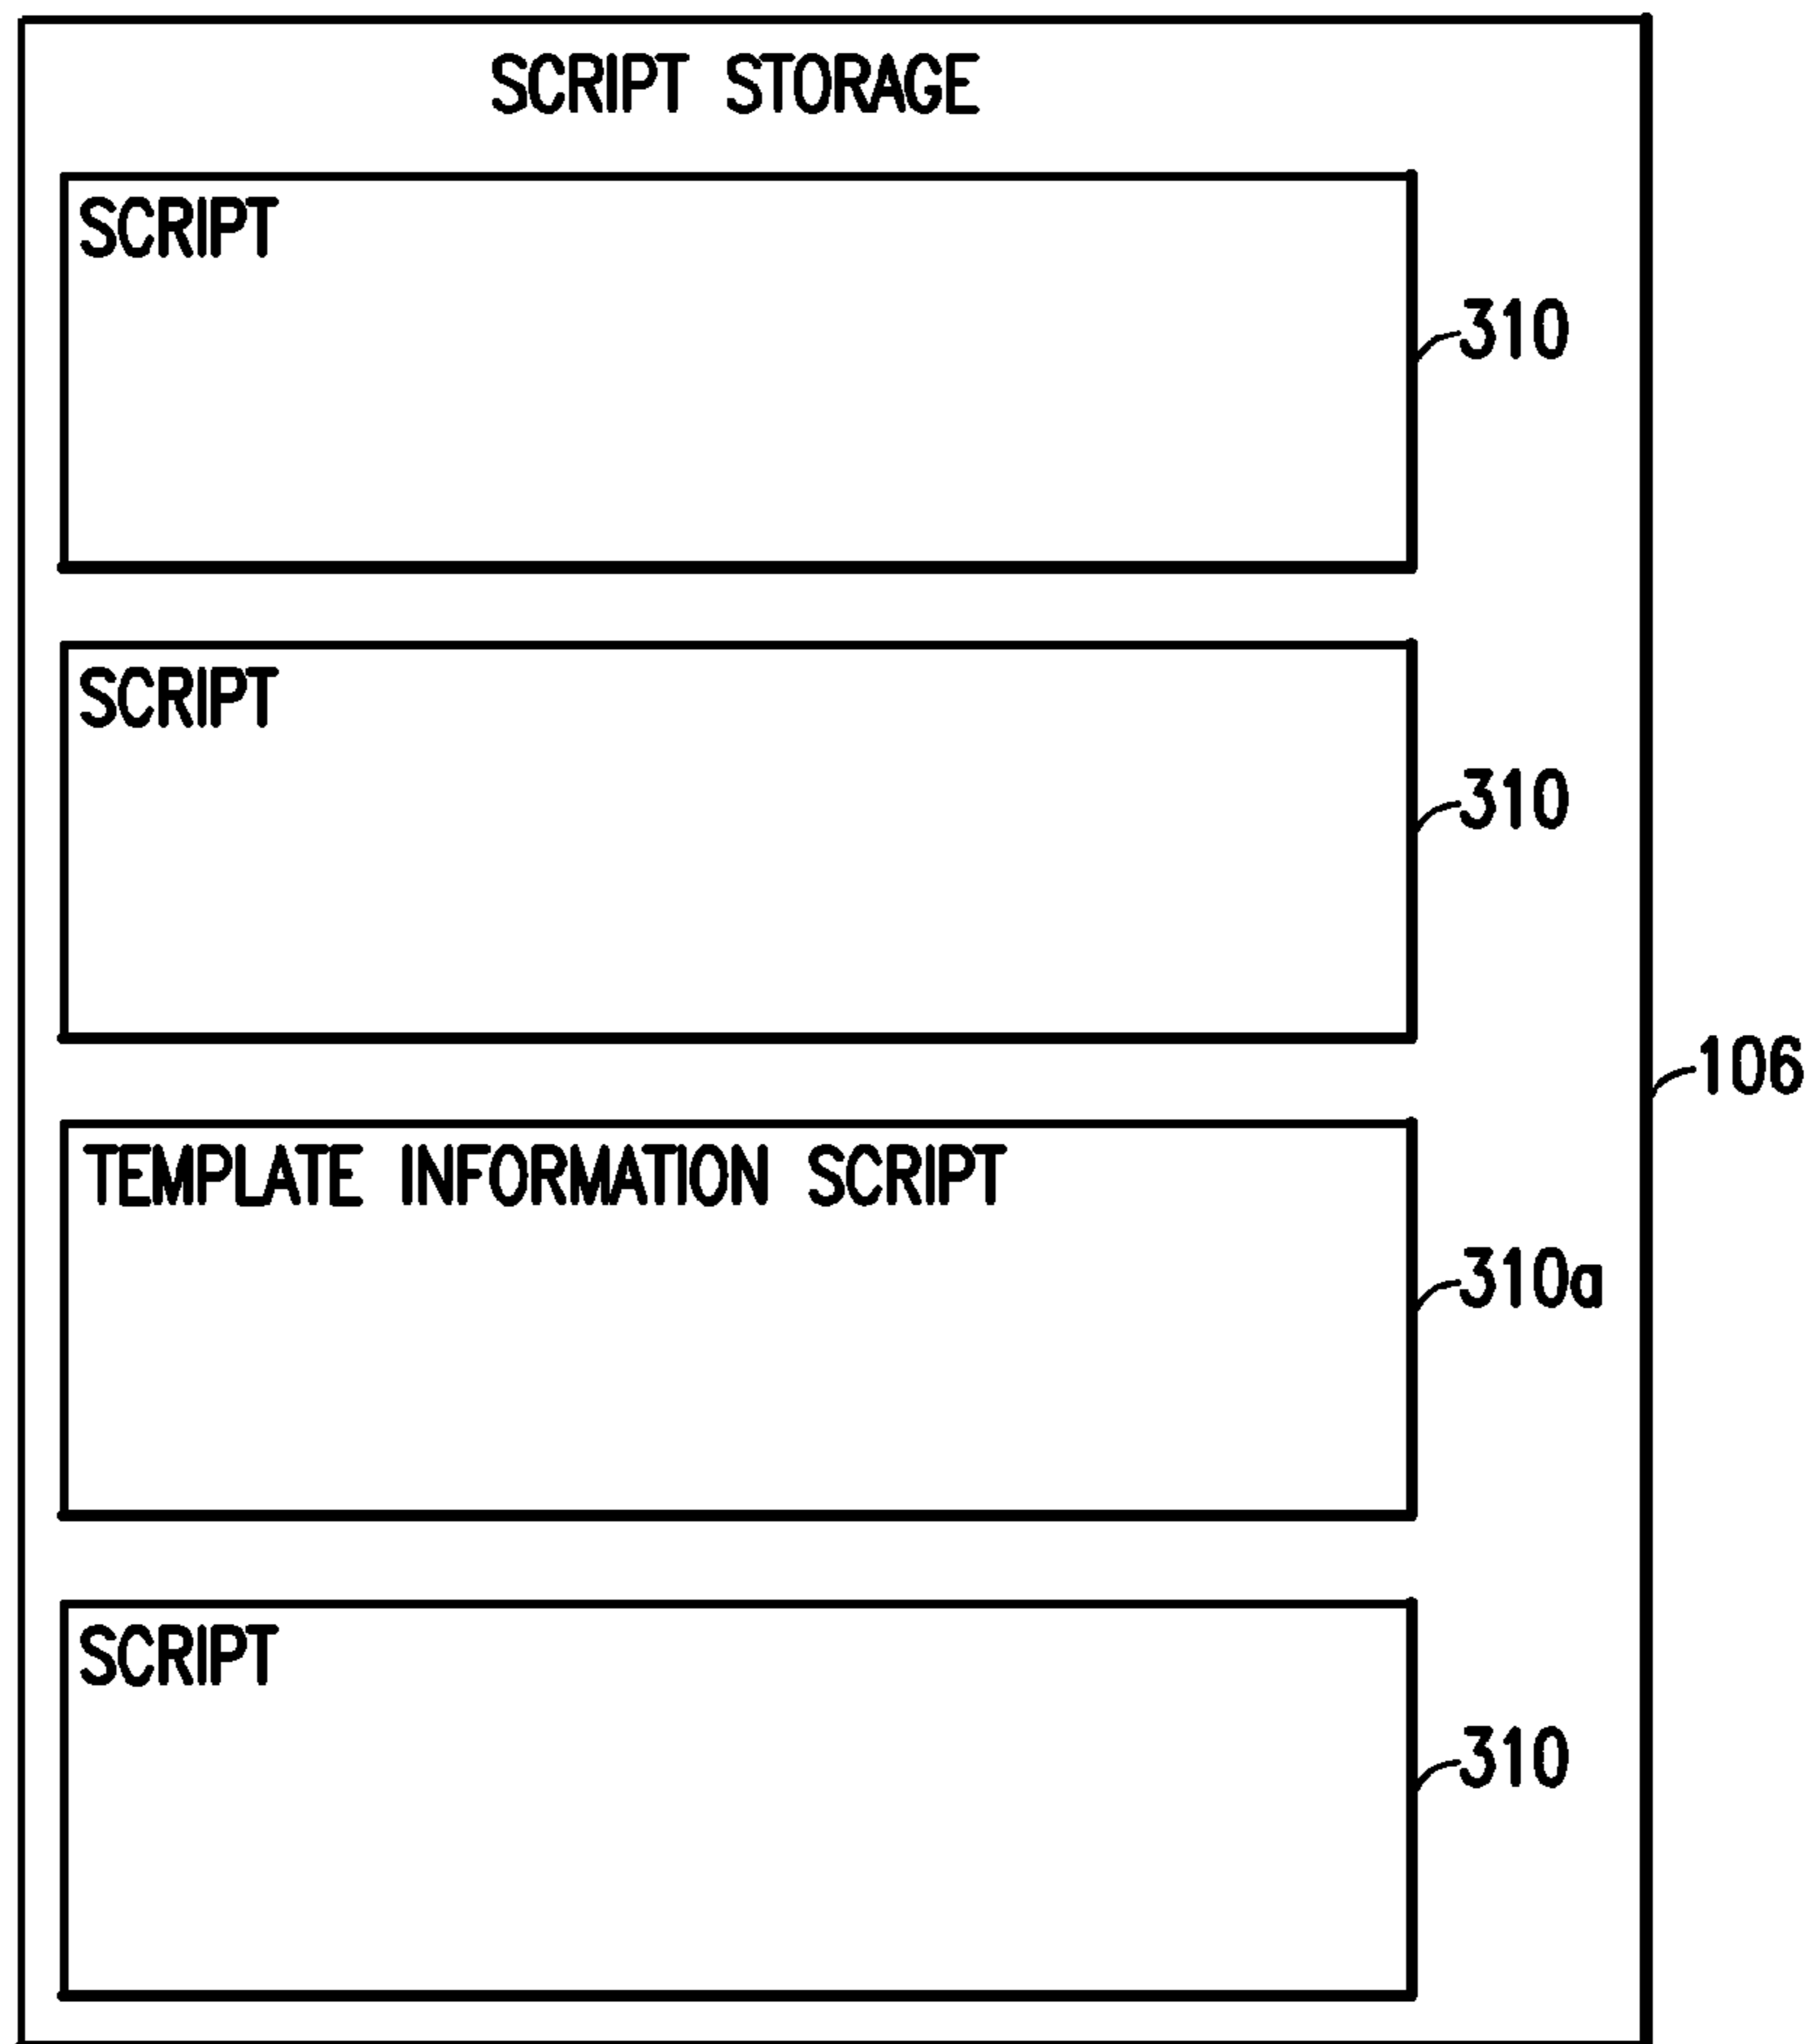 SCRIPT STORAGE
SCRIPT
310
SCRIPT
310
106
TEMPLATE INFORMATION SCRIPT
310a
SCRIPT
310